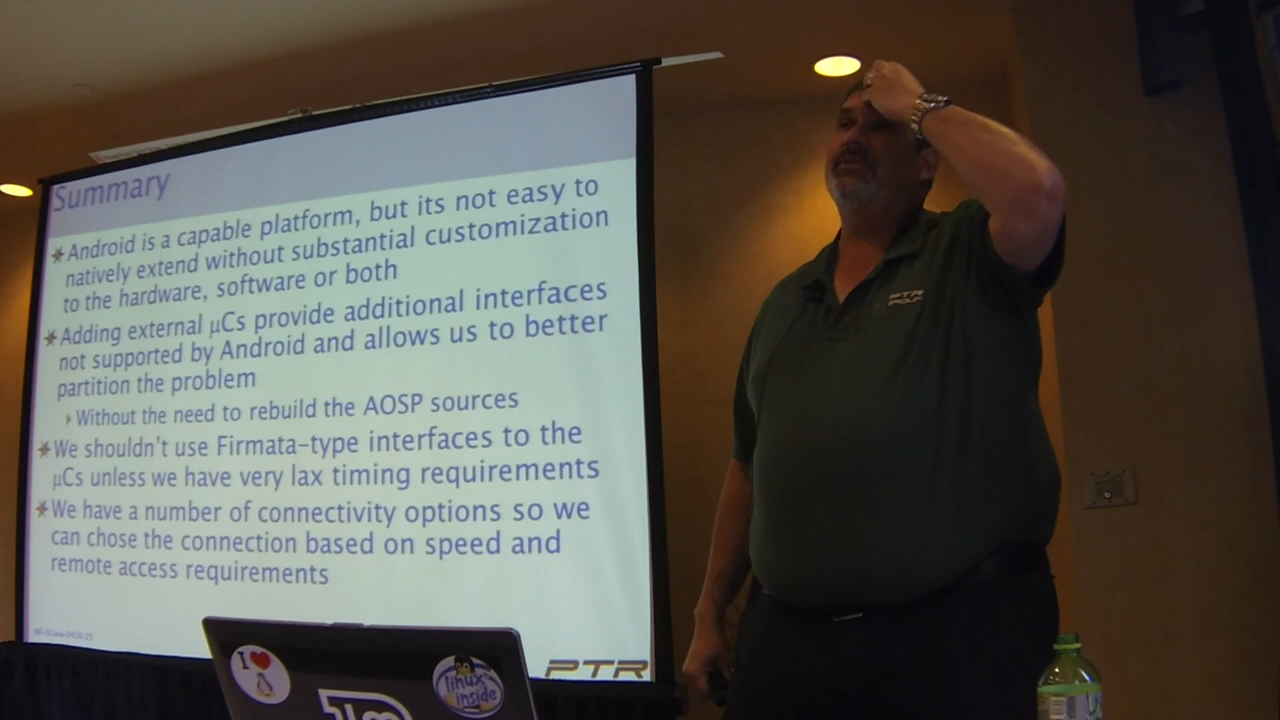 Summary
Android is a capable platform, but its not easy to
natively extend without substantial customization
to the hardware, software or both
Adding external µCs provide additional interfaces
not supported by Android and allows us to better
partition the problem
Without the need to rebuild the AOSP sources
We shouldn't use Firmata-type interfaces to the
µCs unless we have very lax timing requirements
We have a number of connectivity options so we
can chose the connection based on speed and
remote access requirements
PTR
PTR
GROUP
I
linux
inside